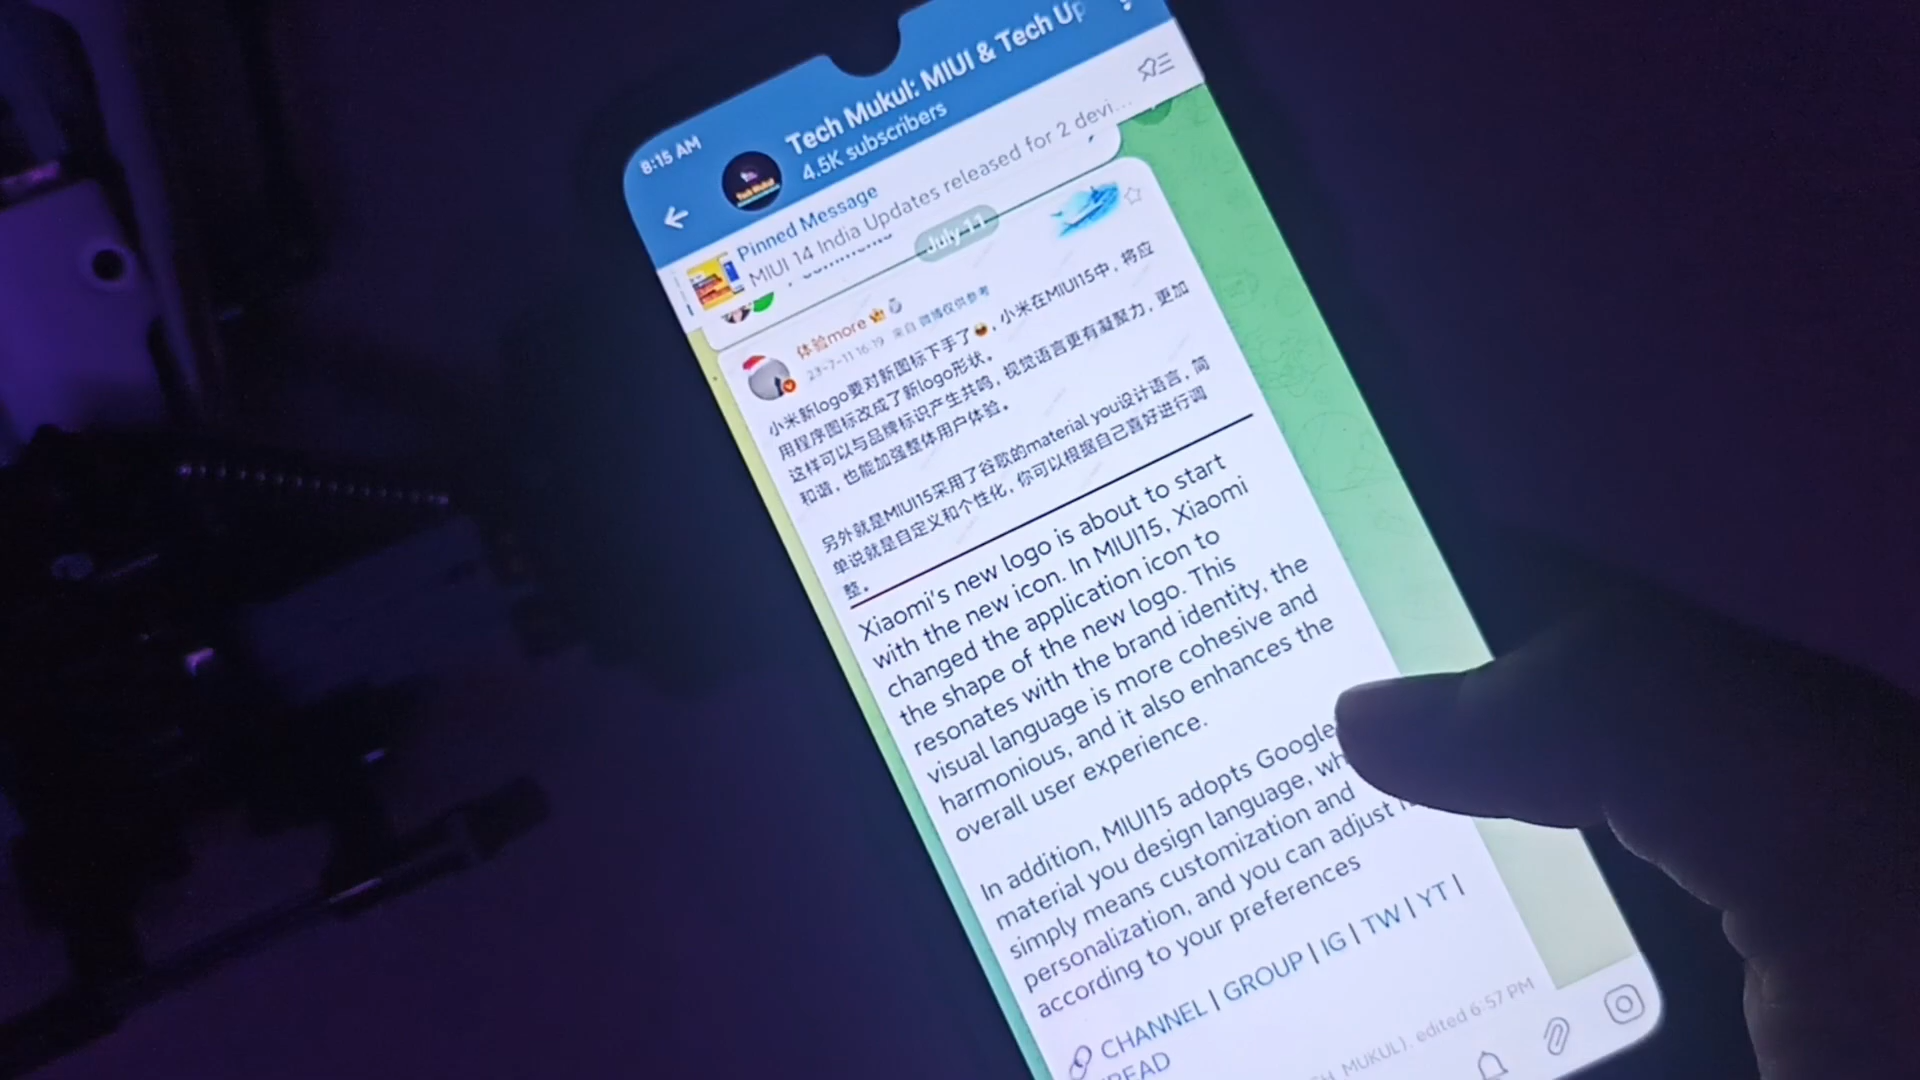 8:15 AM
Tech Mukul: MIUI & Tech Up
4.5K subscribers
Pinned Message
MIUI 14 India Updates released for 2 devi...
July 11
体验more
23-7-11 16:19 来自 微博仅供参考
小米新logo要对新图标下手了，小米在MIUI15中，将应
用程序图标改成了新logo形状。
这样可以与品牌标识产生共鸣，视觉语言更有凝聚力，更加
和谐，也能加强整体用户体验。
另外就是MIUI15采用了谷歌的material you设计语言，简
单说就是自定义和个性化，你可以根据自己喜好进行调
整。
Xiaomi's new logo is about to start
with the new icon. In MIUI15, Xiaomi
changed the application icon to
the shape of the new logo. This
resonates with the brand identity, the
visual language is more cohesive and
harmonious, and it also enhances the
overall user experience.
In addition, MIUI15 adopts Google
material you design language, wh
simply means customization and
personalization, and you can adjust
according to your preferences
CHANNEL | GROUP | IG | TW | YT |
READ
MUKUL), edited 6:57 PM